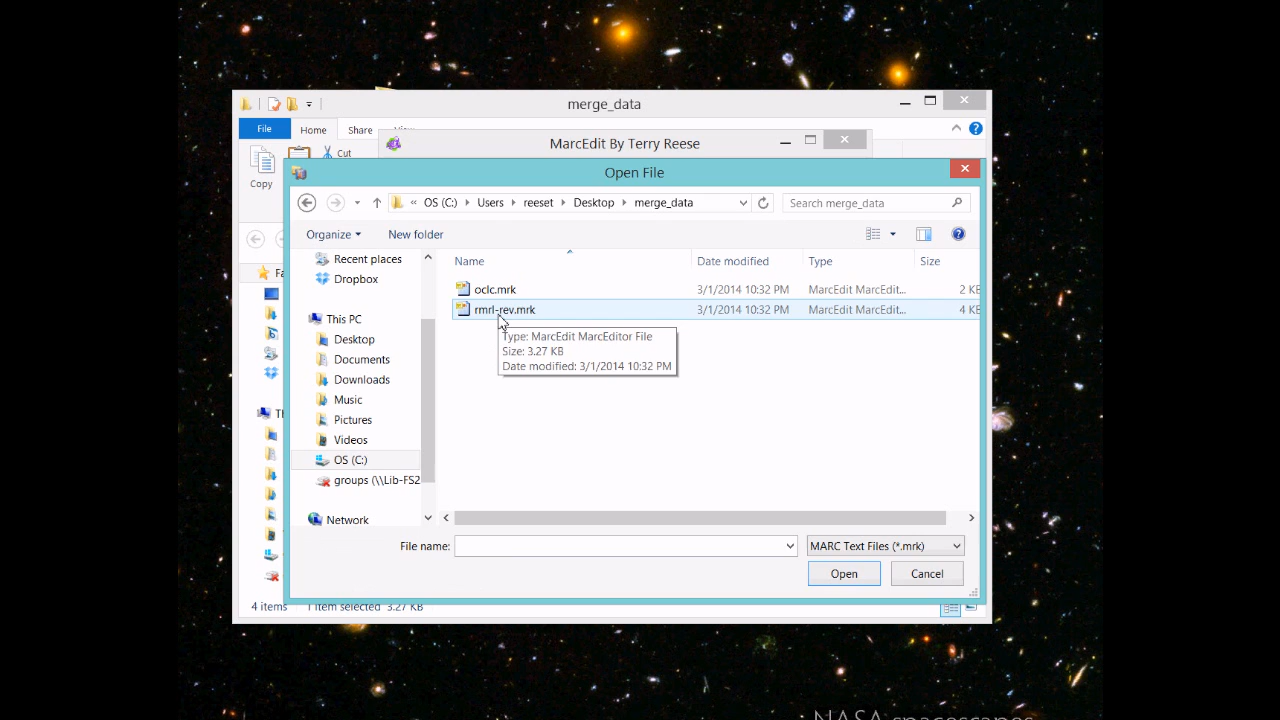 merge_data
File Home Share View
Cut
Copy
MarcEdit By Terry Reese
Open File
« OS (C:) Users reeset Desktop merge_data
Search merge_data
Organize New folder
Name Date modified Type Size
Recent places
Dropbox
This PC
Desktop
Documents
Downloads
Music
Pictures
Videos
OS (C:)
groups (\\Lib-FS2
Network
oclc.mrk 3/1/2014 10:32 PM MarcEdit MarcEdit... 2 KB
rmrl-rev.mrk 3/1/2014 10:32 PM MarcEdit MarcEdit... 4 KB
Type: MarcEdit MarcEditor File
Size: 3.27 KB
Date modified: 3/1/2014 10:32 PM
File name:
MARC Text Files (*.mrk)
Open Cancel
Fa
Th
4 items 1 item selected 3.27 KB
NASA spacescapes